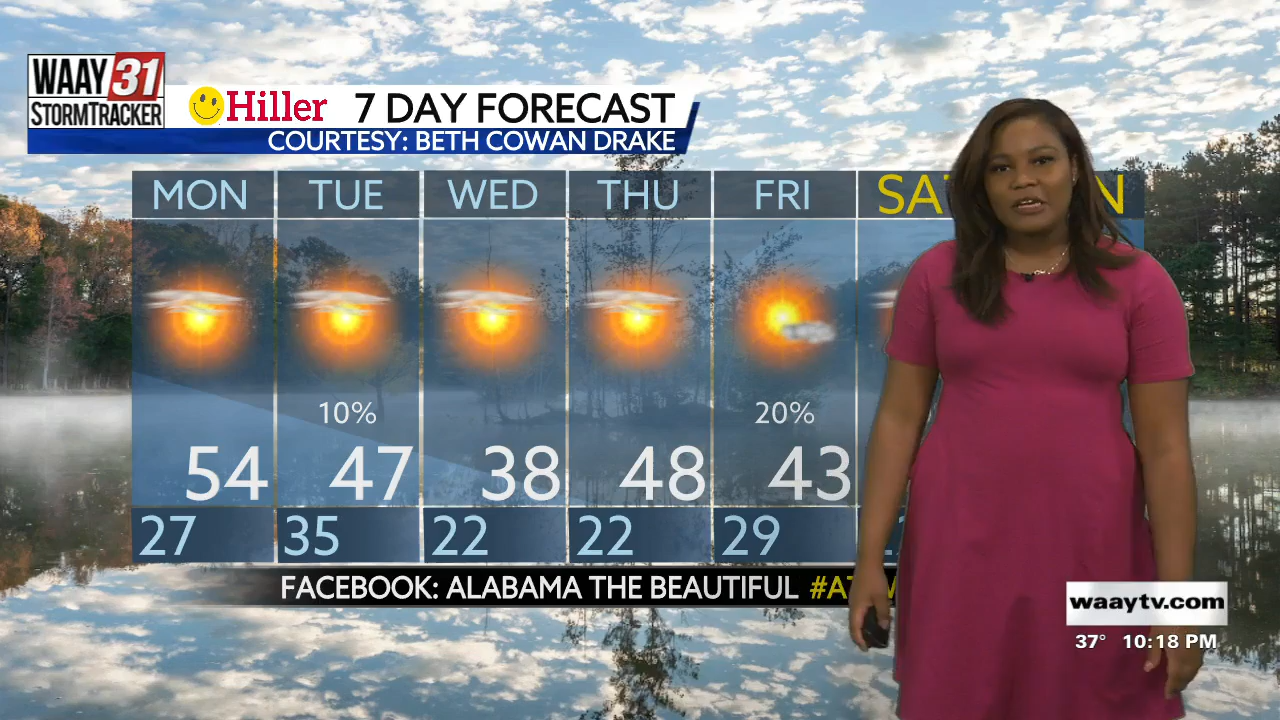 WAAY 31
STORMTRACKER
Hiller 7 DAY FORECAST
COURTESY: BETH COWAN DRAKE
MON TUE WED THU FRI
10% 20%
54 47 38 48 43
27 35 22 22 29
FACEBOOK: ALABAMA THE BEAUTIFUL
waaytv.com
37° 10:18 PM